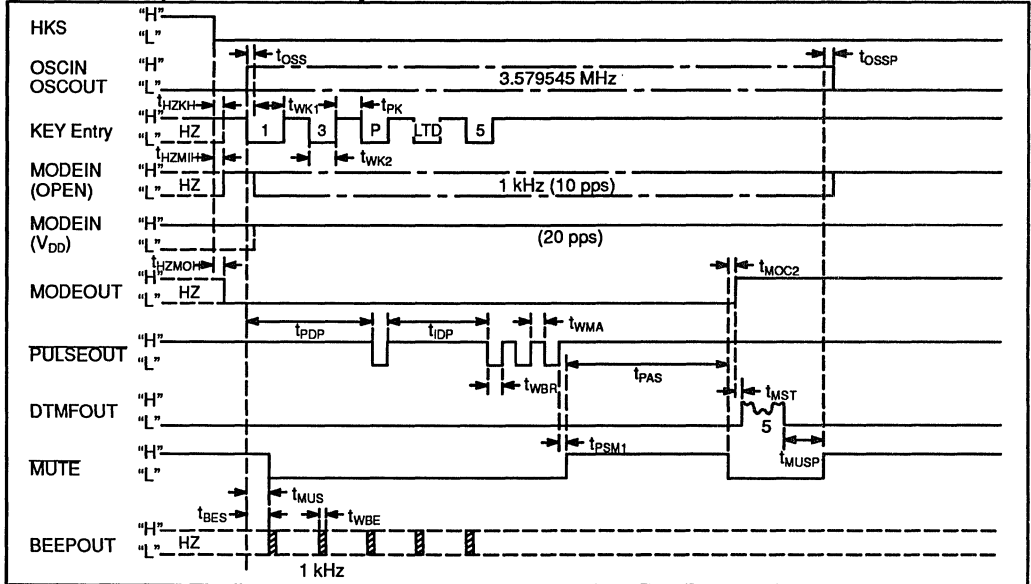 HKS "H"
"L"
tOSS tOSSP
OSCIN "H"
OSCOUT "L" 3.579545 MHz
tHZKH tWK1 tPK
KEY Entry "H"
"L" HZ 1 3 P LTD 5
tHZMIH tWK2
MODEIN "H"
(OPEN) "L" HZ 1 kHz (10 pps)
MODEIN "H"
(VDD) "L" (20 pps)
tHZMOH tMOC2
MODEOUT "H"
"L" HZ
tPDP tIDP tWMA
PULSEOUT "H"
"L"
tWBR tPAS
tMST
DTMFOUT "H"
"L" 5
tPSM1 tMUSP
MUTE "H"
"L"
tMUS
tBES tWBE
BEEPOUT "H"
"L" HZ
1 kHz